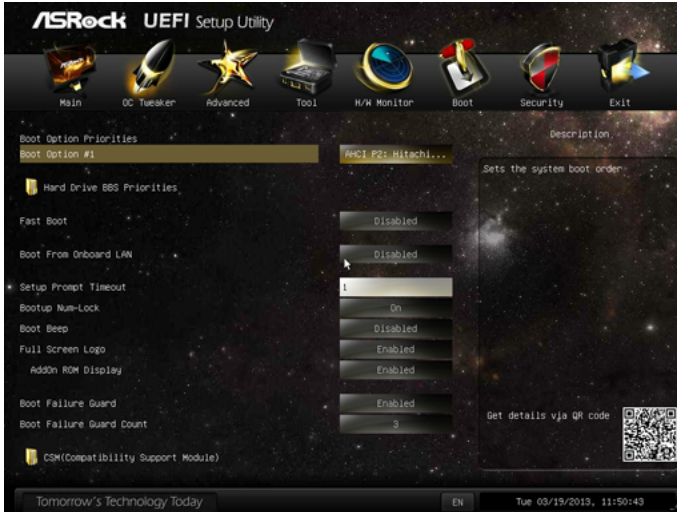 ASRock UEFI Setup Utility
Main OC Tweaker Advanced Tool H/W Monitor Boot Security Exit
Boot Option Priorities
Boot Option #1 AHCI P2: Hitachi...
Hard Drive BBS Priorities
Fast Boot Disabled
Boot From Onboard LAN Disabled
Setup Prompt Timeout 1
Bootup Num-Lock On
Boot Beep Disabled
Full Screen Logo Enabled
AddOn ROM Display Enabled
Boot Failure Guard Enabled
Boot Failure Guard Count 3
CSM(Compatibility Support Module)
Description
Sets the system boot order
Get details via QR code
Tomorrow's Technology Today EN Tue 03/19/2013, 11:50:43